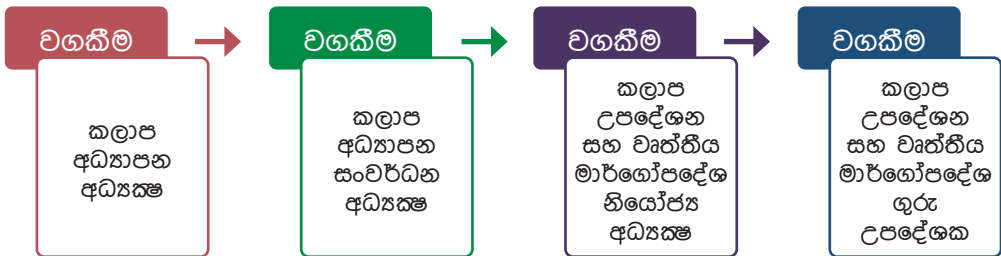 වගකීම
කලාප
අධ්‍යාපන
අධ්‍යක්‍ෂ
වගකීම
කලාප
අධ්‍යාපන
සංවර්ධන
අධ්‍යක්‍ෂ
වගකීම
කලාප
උපදේශන
සහ වෘත්තීය
මාර්ගෝපදේශ
නියෝජ්‍ය
අධ්‍යක්‍ෂ
වගකීම
කලාප
උපදේශන
සහ වෘත්තීය
මාර්ගෝපදේශ
ගුරු
උපදේශක